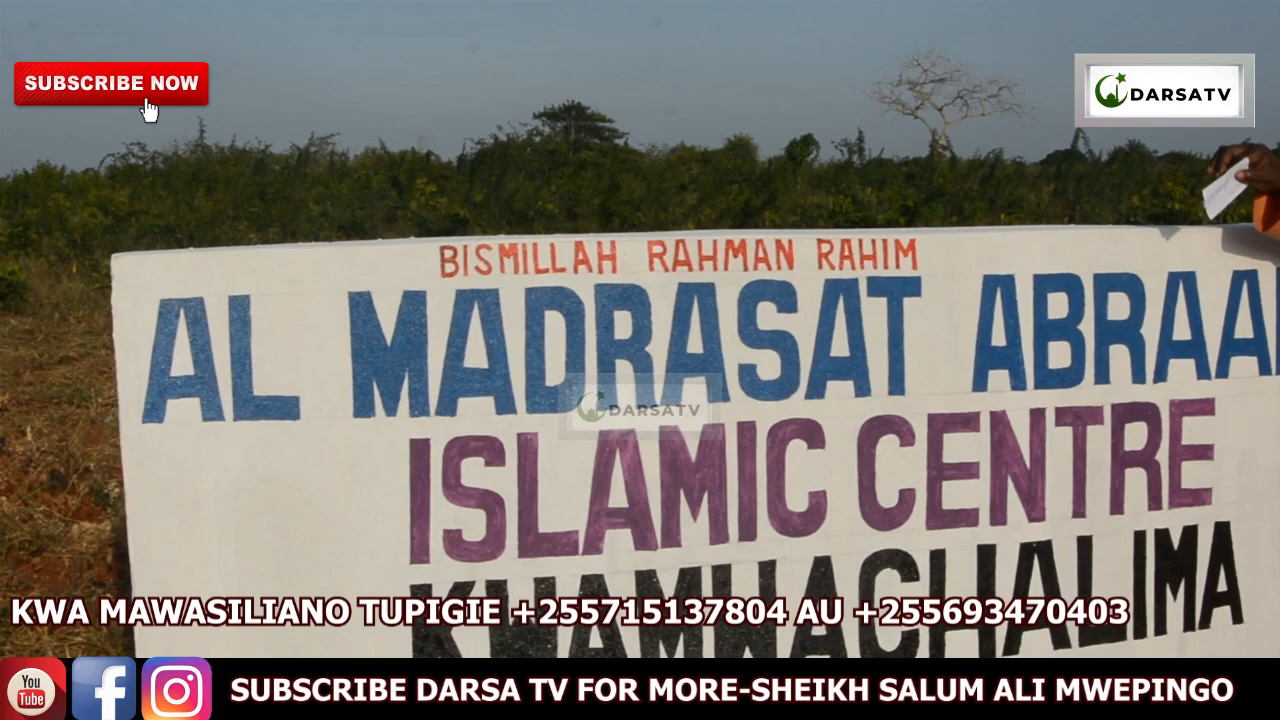 SUBSCRIBE NOW
DARSATV
BISMILLAH RAHMAN RAHIM
AL MADRASAT ABRAA
DARSATV
ISLAMIC CENTRE
KWA MAWASILIANO TUPIGIE +255715137804 AU +255693470403
You
Tube
SUBSCRIBE DARSA TV FOR MORE-SHEIKH SALUM ALI MWEPINGO